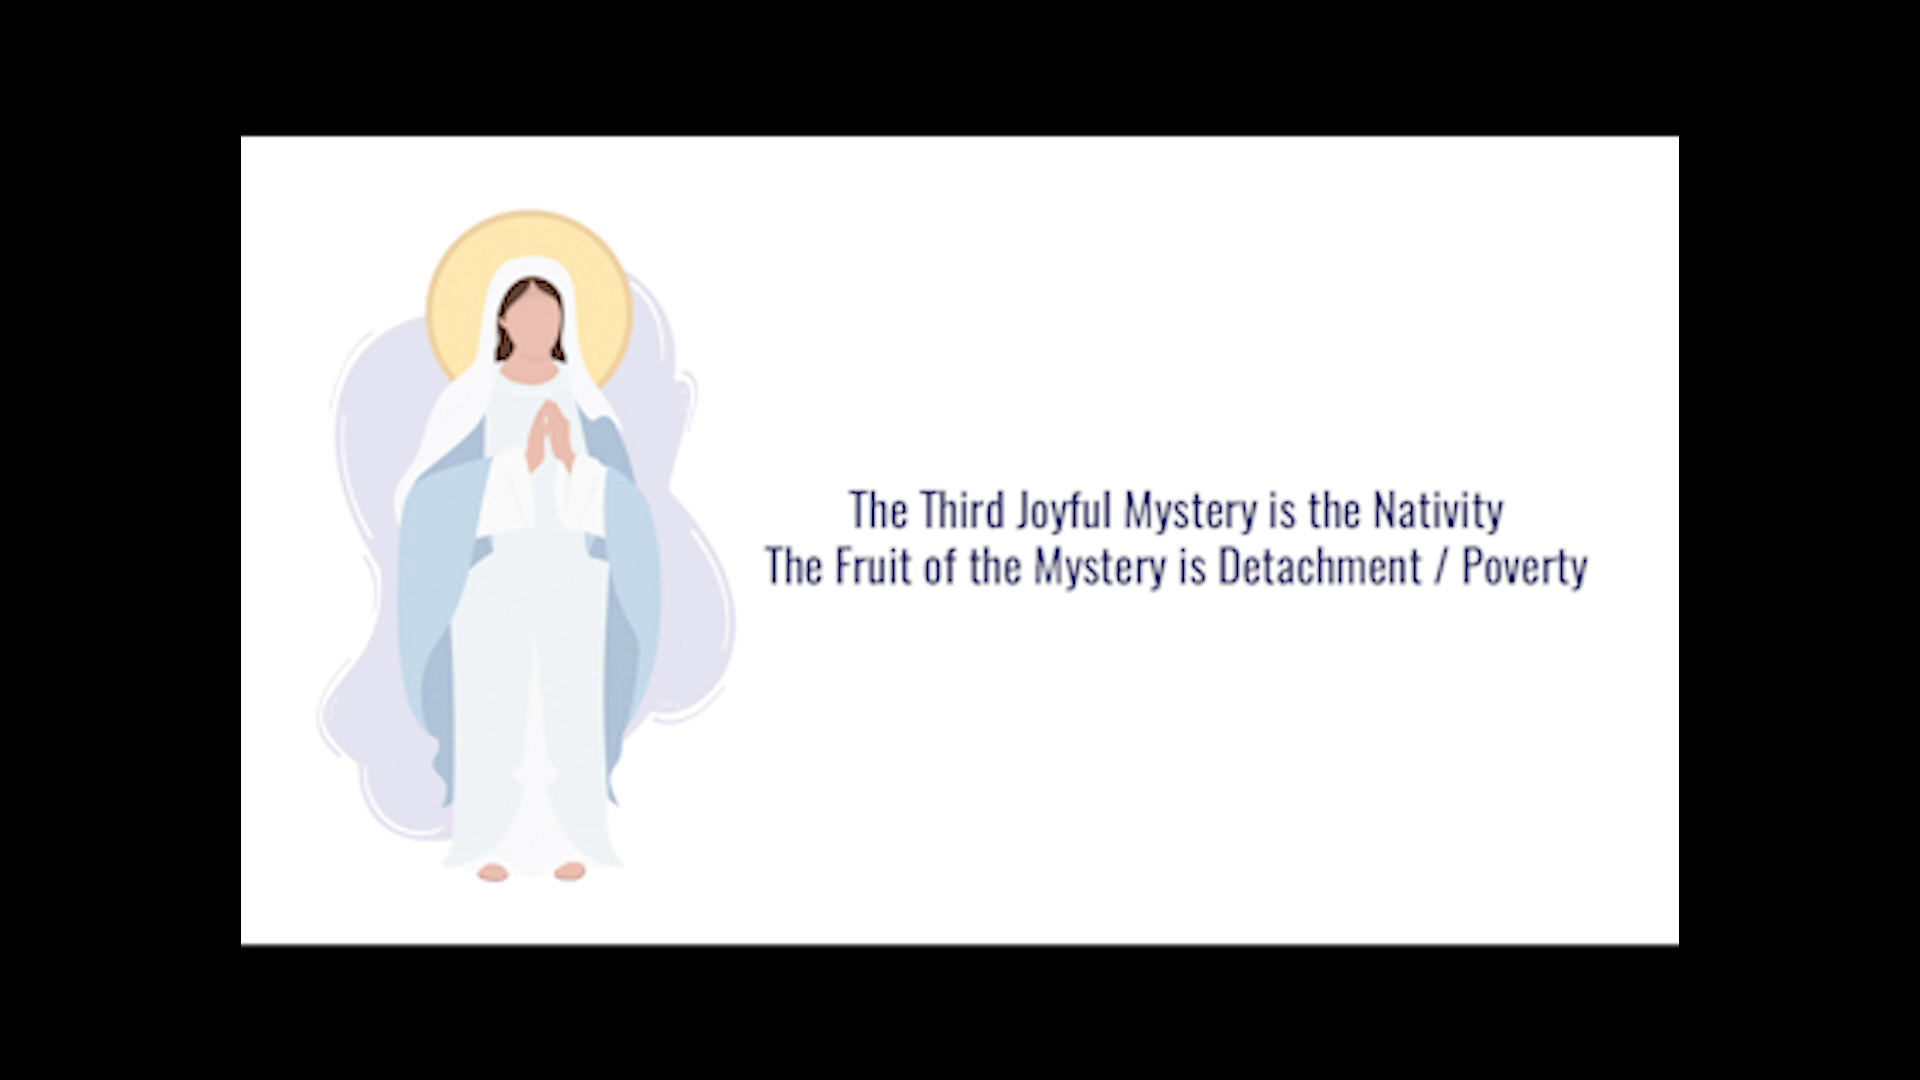 The Third Joyful Mystery is the Nativity
The Fruit of the Mystery is Detachment / Poverty